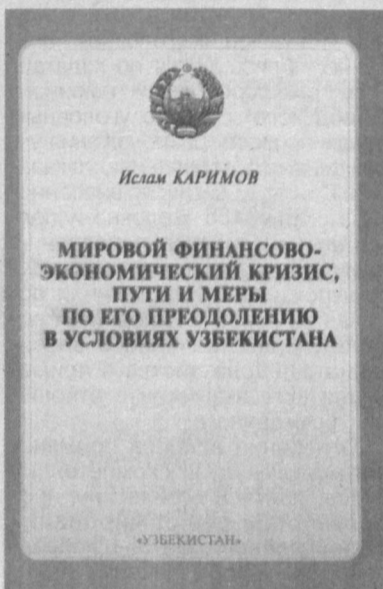 Ислам КАРИМОВ
МИРОВОЙ ФИНАНСОВО-
ЭКОНОМИЧЕСКИЙ КРИЗИС,
ПУТИ И МЕРЫ
ПО ЕГО ПРЕОДОЛЕНИЮ
В УСЛОВИЯХ УЗБЕКИСТАНА
«УЗБЕКИСТАН»